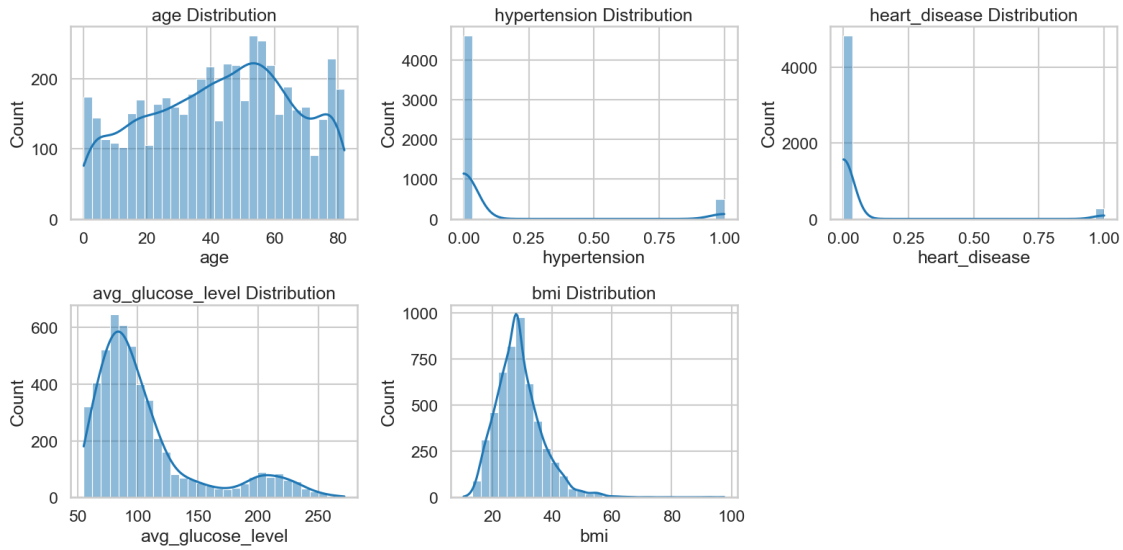 age Distribution
Count
200
100
0
0 20 40 60 80
age
hypertension Distribution
Count
4000
3000
2000
1000
0
0.00 0.25 0.50 0.75 1.00
hypertension
heart_disease Distribution
Count
4000
2000
0
0.00 0.25 0.50 0.75 1.00
heart_disease
avg_glucose_level Distribution
Count
600
400
200
0
50 100 150 200 250
avg_glucose_level
bmi Distribution
Count
1000
750
500
250
0
20 40 60 80 100
bmi